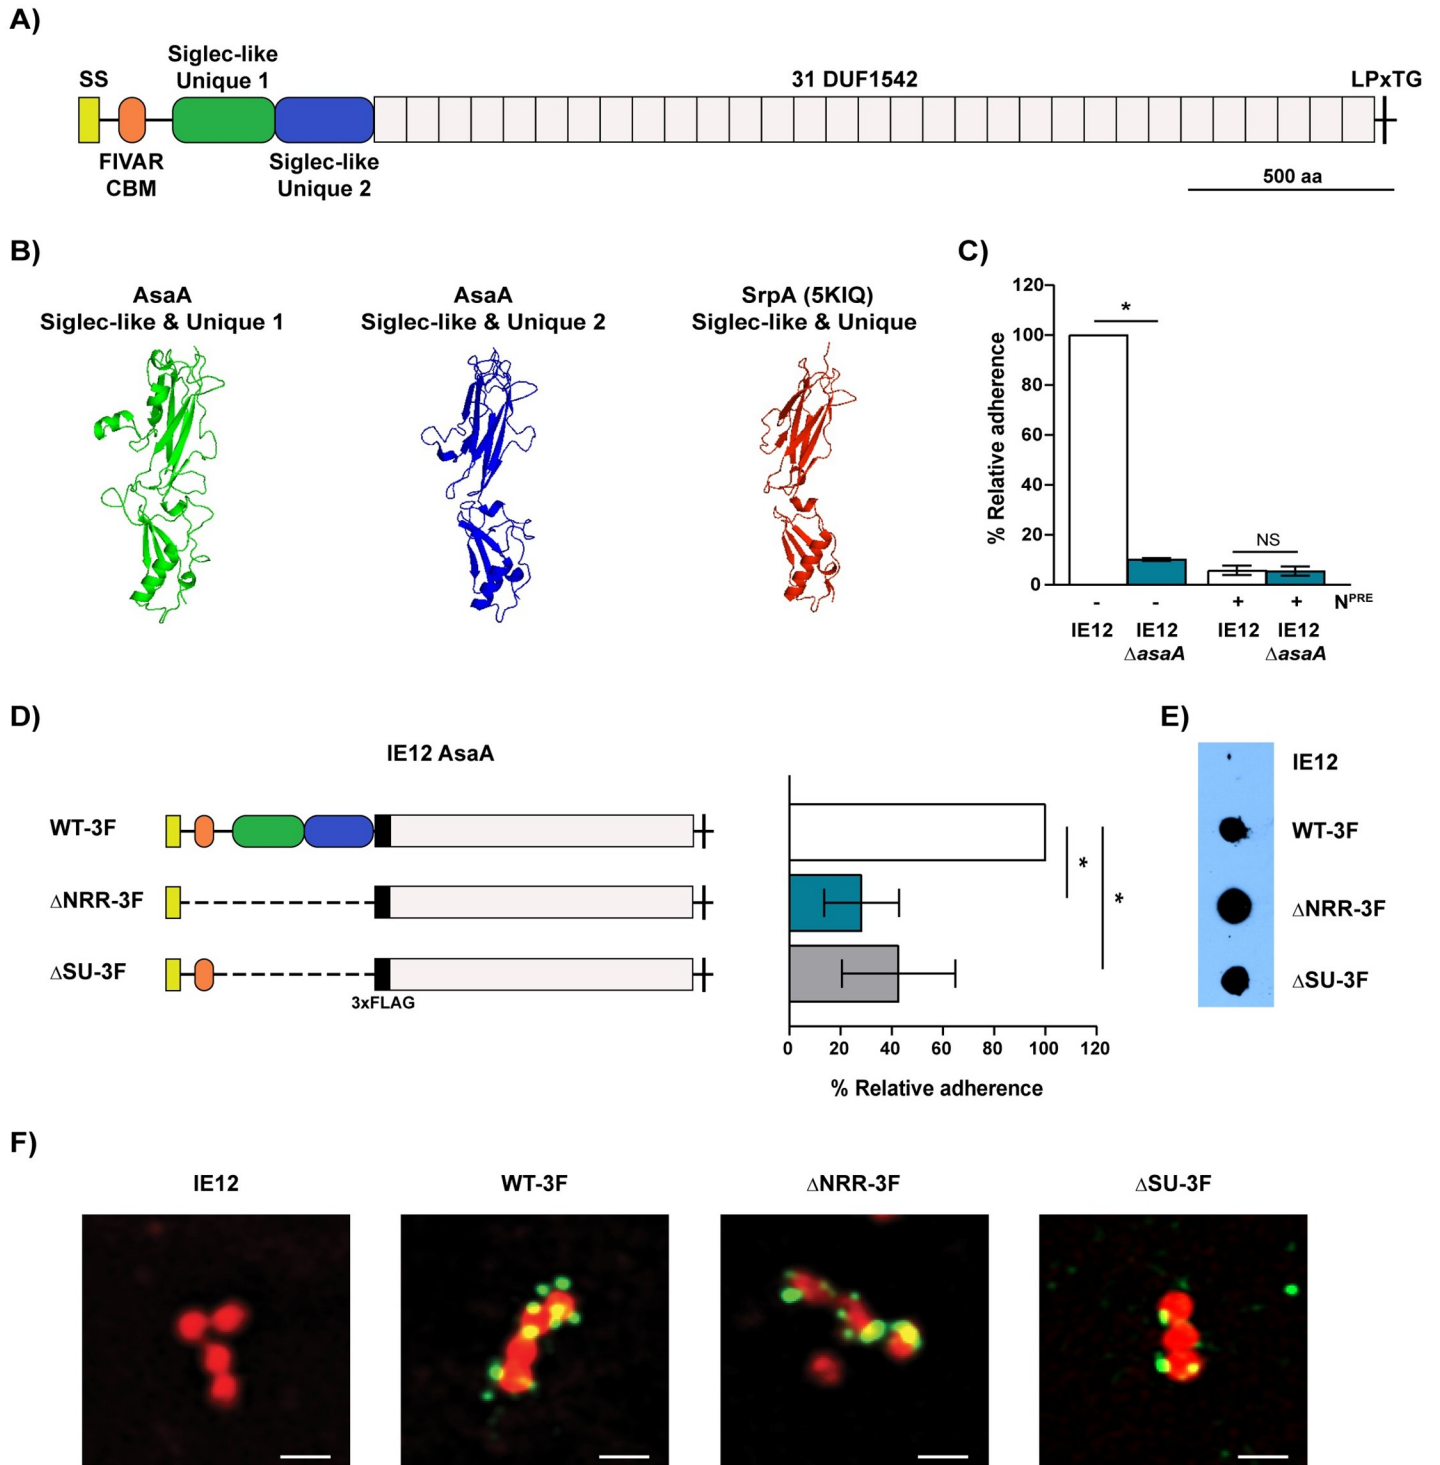 A)
Siglec-like
Unique 1
SS
31 DUF1542
LPxTG
FIVAR
CBM
Siglec-like
Unique 2
500 aa
B)
AsaA
Siglec-like & Unique 1
AsaA
Siglec-like & Unique 2
SrpA (5KIQ)
Siglec-like & Unique
C)
% Relative adherence
120
100
80
60
40
20
0
*
NS
- - + + Nᴾᴿᴱ
IE12 IE12 IE12 IE12
ΔasaA ΔasaA
D)
IE12 AsaA
WT-3F
ΔNRR-3F
ΔSU-3F
3xFLAG
*
*
0 20 40 60 80 100 120
% Relative adherence
E)
IE12
WT-3F
ΔNRR-3F
ΔSU-3F
F)
IE12
WT-3F
ΔNRR-3F
ΔSU-3F